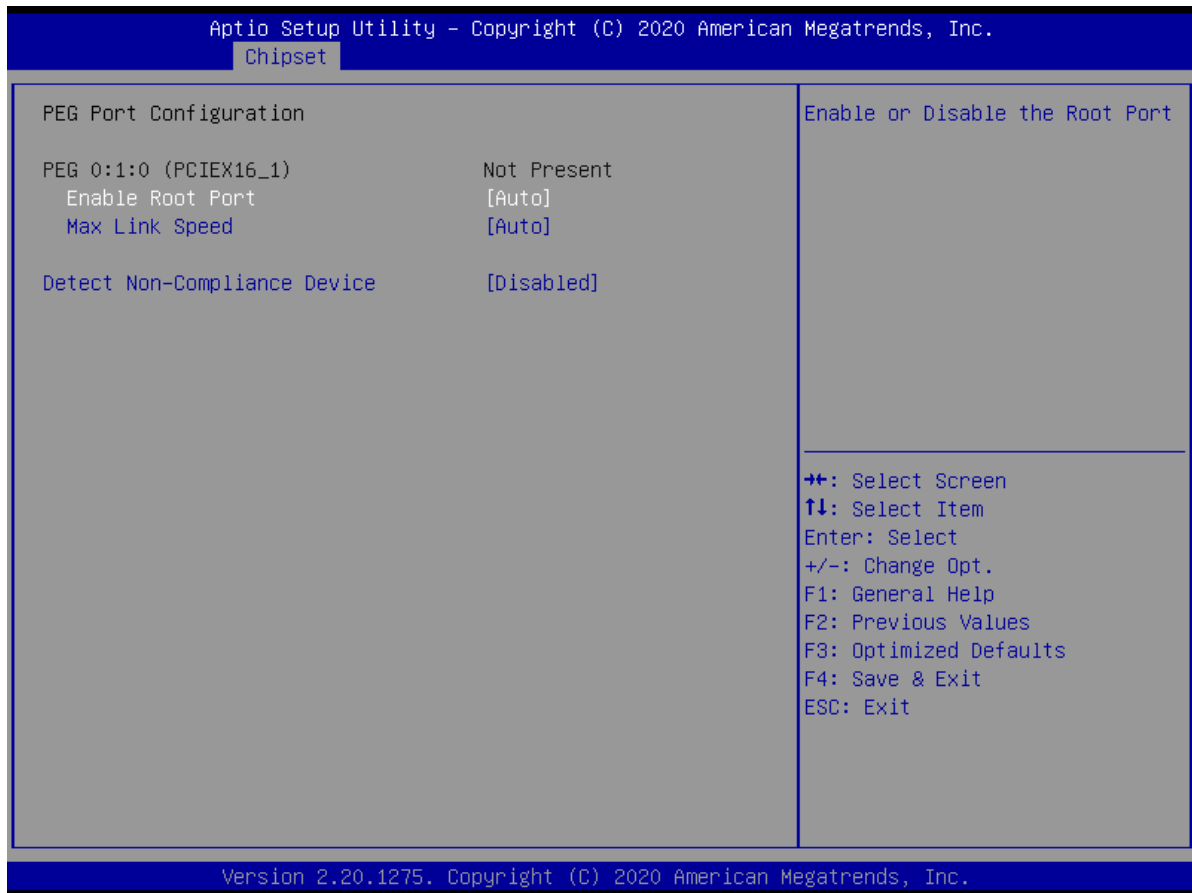 Aptio Setup Utility – Copyright (C) 2020 American Megatrends, Inc.
Chipset
PEG Port Configuration
PEG 0:1:0 (PCIEX16_1) Not Present
Enable Root Port [Auto]
Max Link Speed [Auto]
Detect Non-Compliance Device [Disabled]
Enable or Disable the Root Port
→←: Select Screen
↑↓: Select Item
Enter: Select
+/-: Change Opt.
F1: General Help
F2: Previous Values
F3: Optimized Defaults
F4: Save & Exit
ESC: Exit
Version 2.20.1275. Copyright (C) 2020 American Megatrends, Inc.